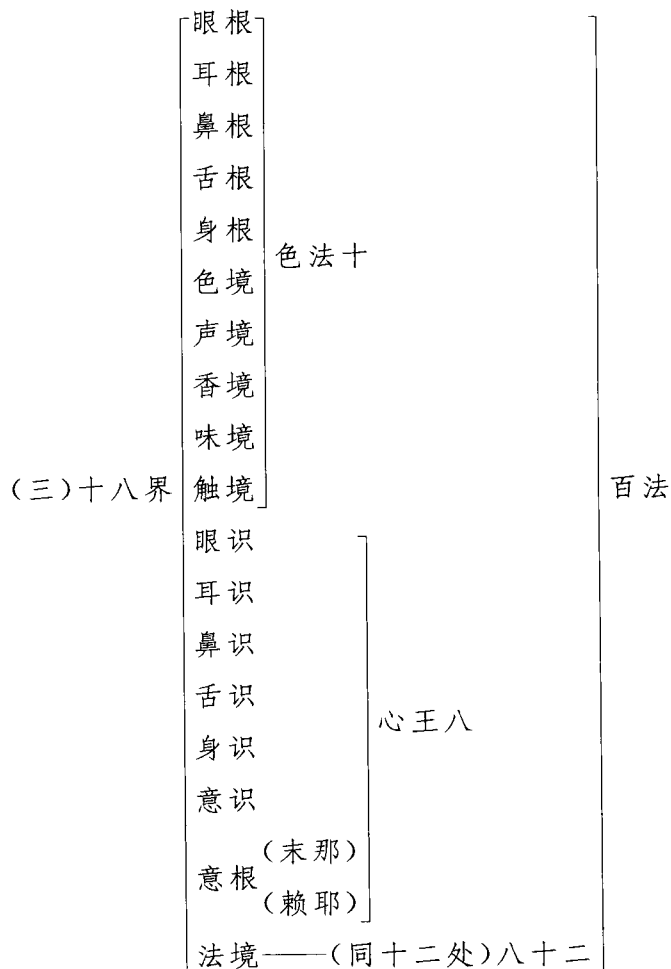 眼根
耳根
鼻根
舌根
身根
色法十
色境
声境
香境
味境
(三)十八界
触境
百法
眼识
耳识
鼻识
舌识
身识
心王八
意识
意根
(末那)
(赖耶)
法境——(同十二处)八十二